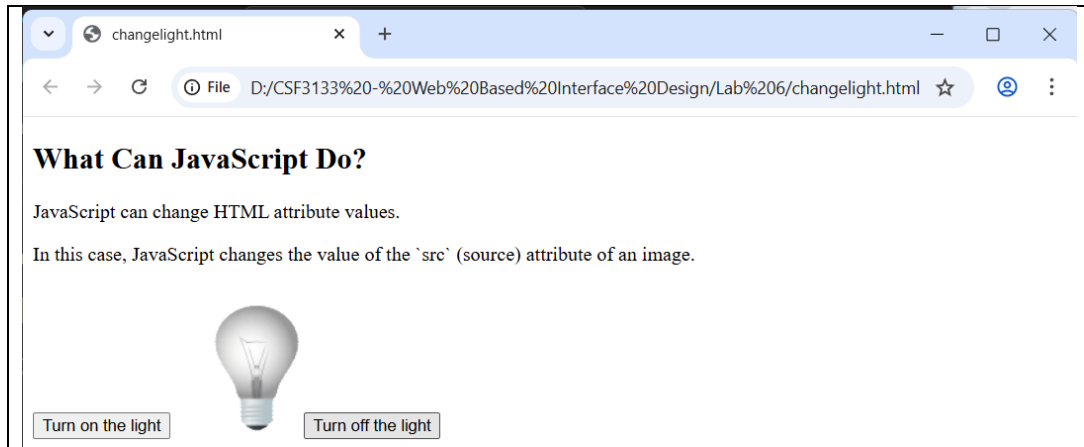 changelight.html
File D:/CSF3133%20-%20Web%20Based%20Interface%20Design/Lab%206/changelight.html
What Can JavaScript Do?
JavaScript can change HTML attribute values.
In this case, JavaScript changes the value of the `src` (source) attribute of an image.
Turn on the light Turn off the light